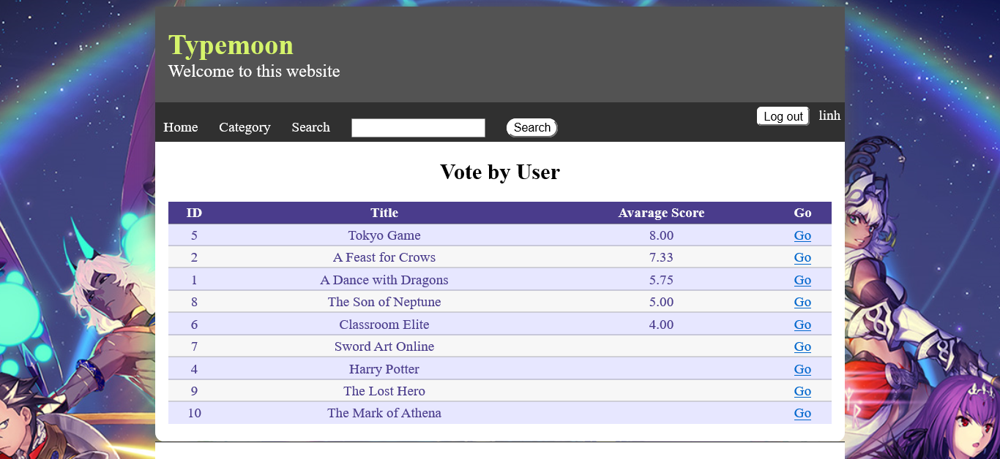 Typemoon
Welcome to this website
Log out linh
Home Category Search Search
Vote by User
ID Title Avarage Score Go
5 Tokyo Game 8.00 Go
2 A Feast for Crows 7.33 Go
1 A Dance with Dragons 5.75 Go
8 The Son of Neptune 5.00 Go
6 Classroom Elite 4.00 Go
7 Sword Art Online Go
4 Harry Potter Go
9 The Lost Hero Go
10 The Mark of Athena Go